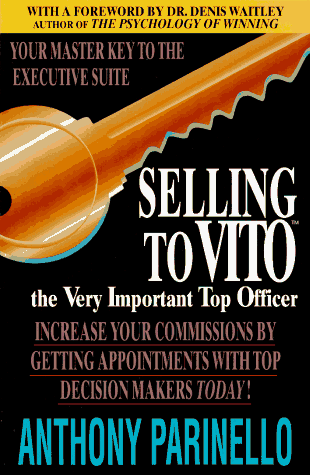 WITH A FOREWORD BY DR. DENIS WAITLEY
AUTHOR OF THE PSYCHOLOGY OF WINNING
YOUR MASTER KEY TO THE
EXECUTIVE SUITE
SELLING
TO VITO™
the Very Important Top Officer
INCREASE YOUR COMMISSIONS BY
GETTING APPOINTMENTS WITH TOP
DECISION MAKERS TODAY!
ANTHONY PARINELLO